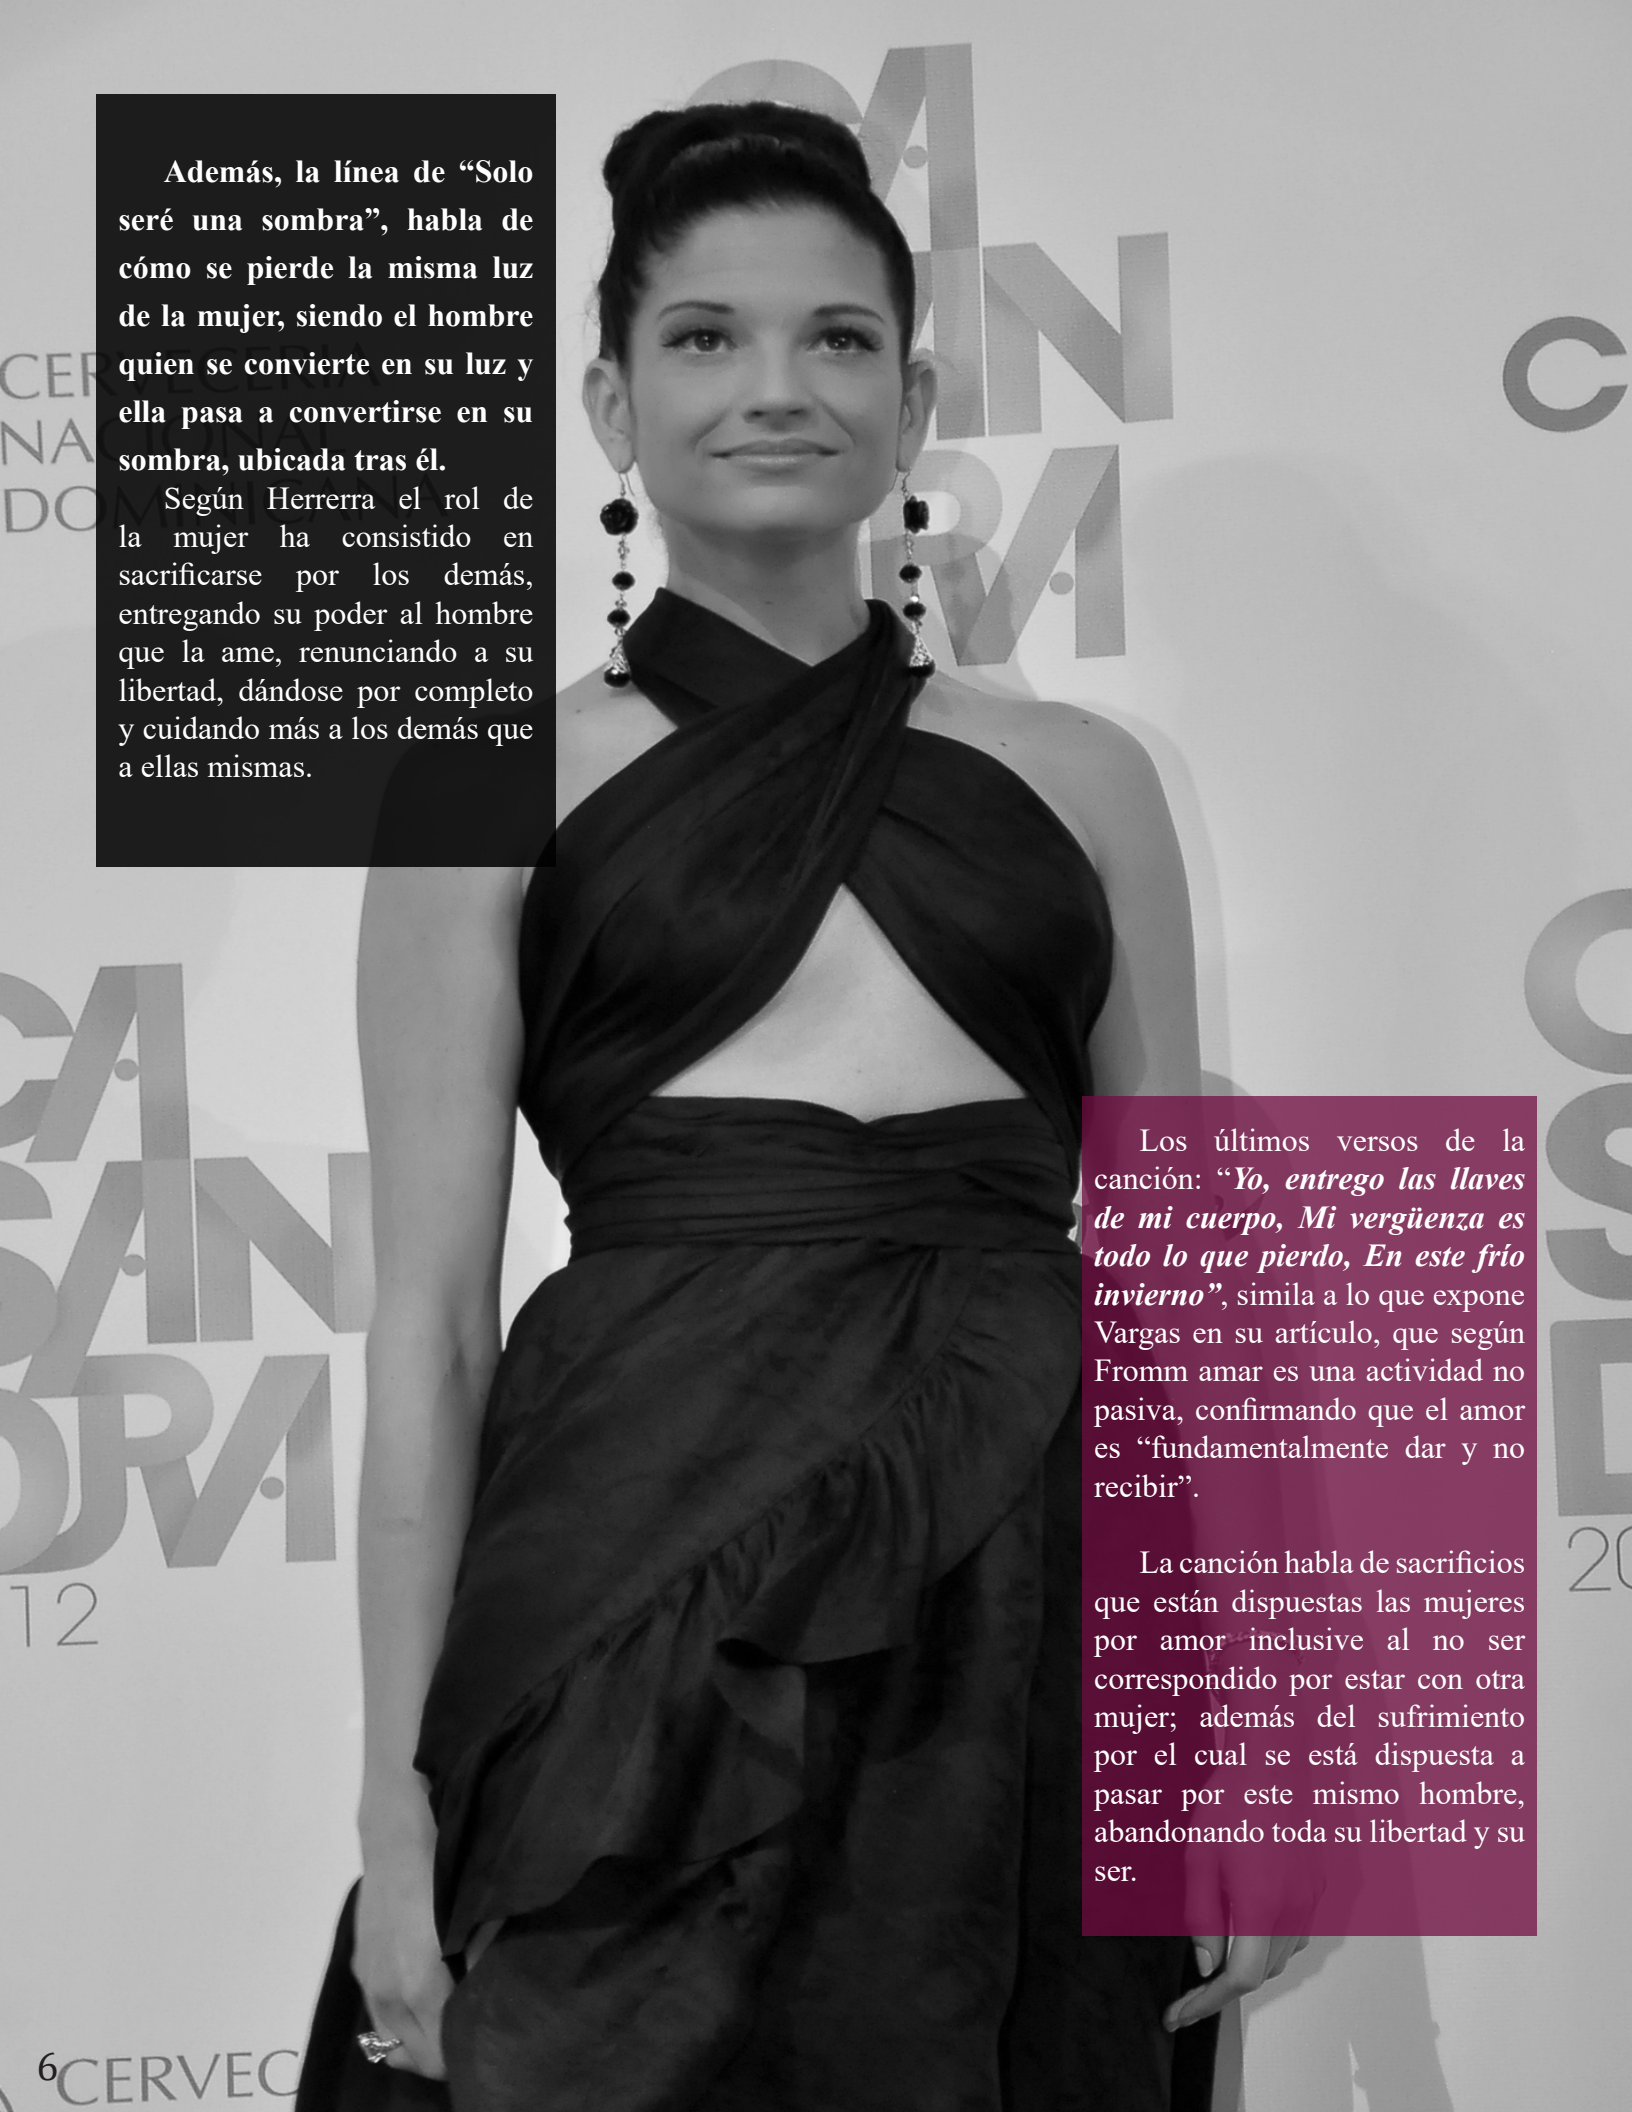 Además, la línea de “Solo
seré una sombra”, habla de
cómo se pierde la misma luz
de la mujer, siendo el hombre
quien se convierte en su luz y
ella pasa a convertirse en su
sombra, ubicada tras él.
Según Herrerra el rol de
la mujer ha consistido en
sacrificarse por los demás,
entregando su poder al hombre
que la ame, renunciando a su
libertad, dándose por completo
y cuidando más a los demás que
a ellas mismas.
Los últimos versos de la
canción: “Yo, entrego las llaves
de mi cuerpo, Mi vergüenza es
todo lo que pierdo, En este frío
invierno”, simila a lo que expone
Vargas en su artículo, que según
Fromm amar es una actividad no
pasiva, confirmando que el amor
es “fundamentalmente dar y no
recibir”.
La canción habla de sacrificios
que están dispuestas las mujeres
por amor inclusive al no ser
correspondido por estar con otra
mujer; además del sufrimiento
por el cual se está dispuesta a
pasar por este mismo hombre,
abandonando toda su libertad y su
ser.
CA
SAN
DRA
CERVECERIA
NACIONAL
DOMINICANA
C
CA
SAN
DRA
12
C
S
D
20
6
CERVEC